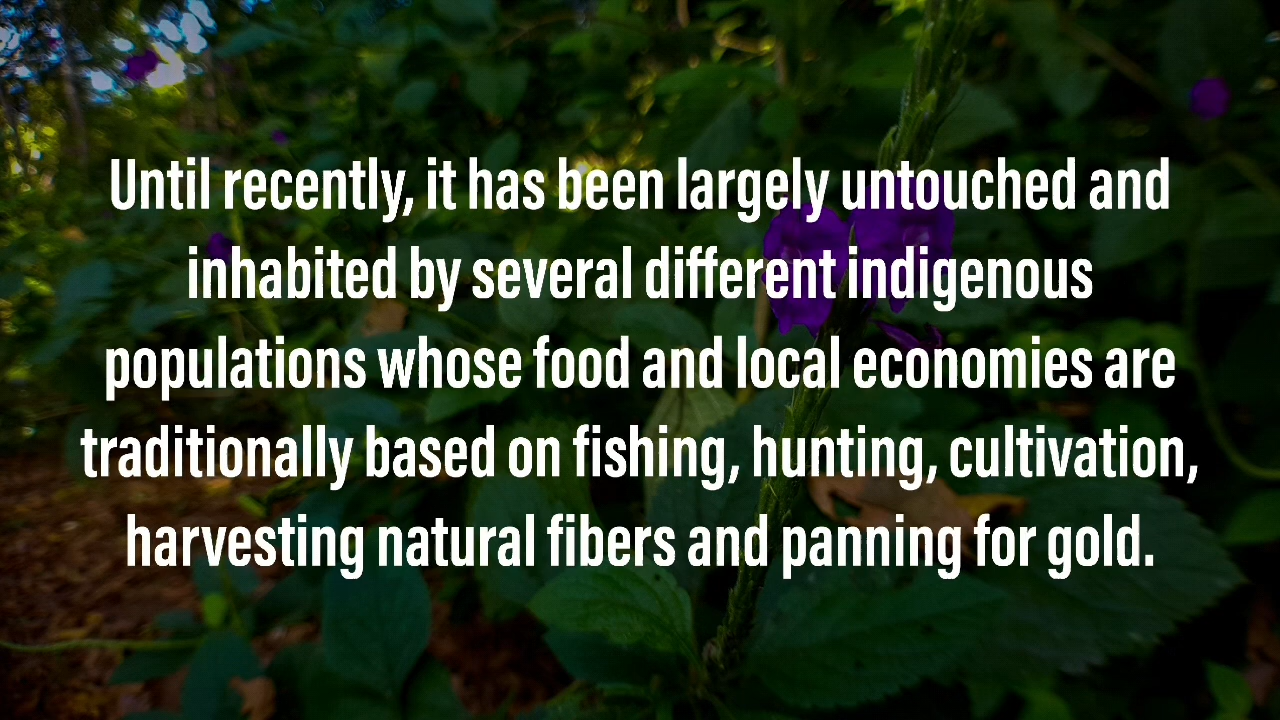 Until recently, it has been largely untouched and
inhabited by several different indigenous
populations whose food and local economies are
traditionally based on fishing, hunting, cultivation,
harvesting natural fibers and panning for gold.